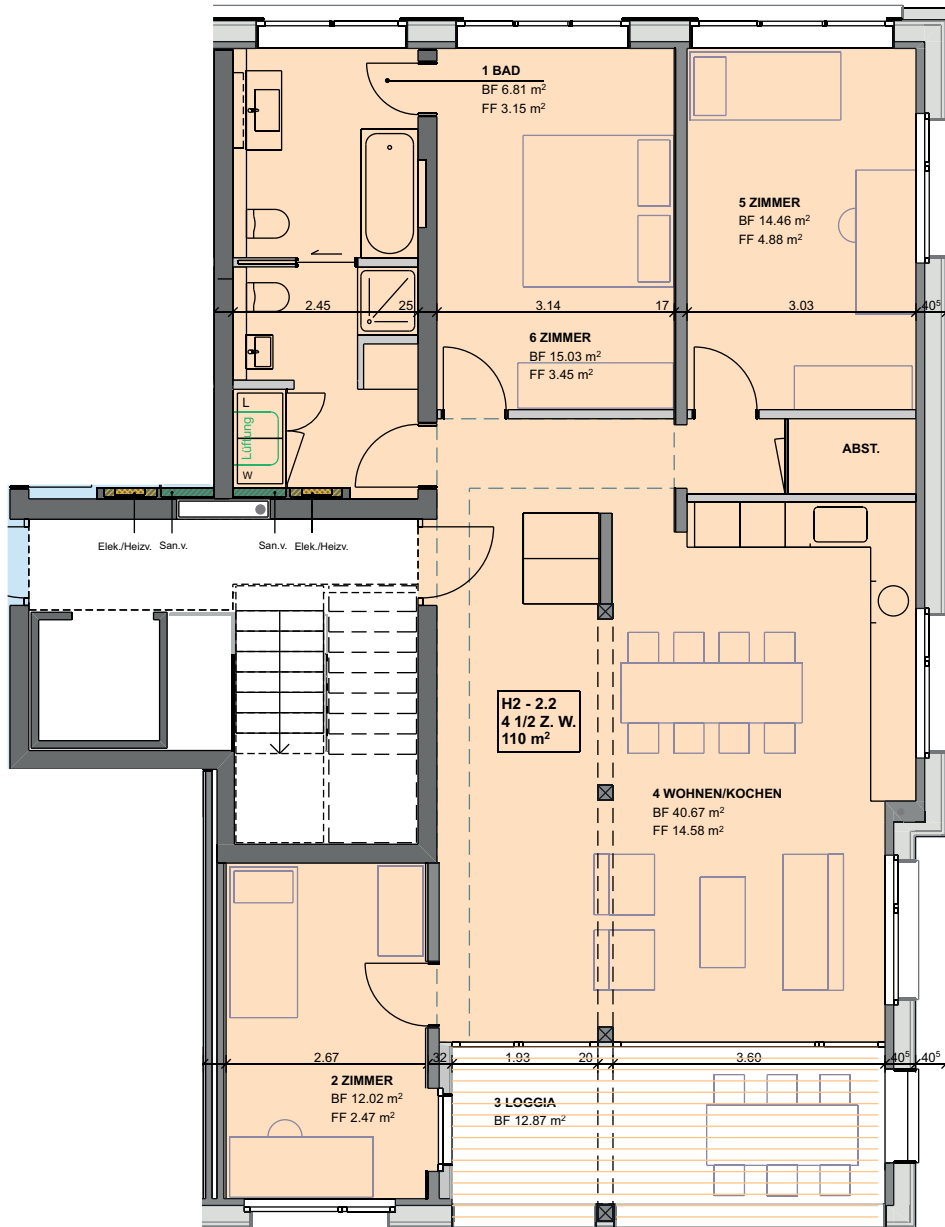 1 BAD
BF 6.81 m²
FF 3.15 m²
5 ZIMMER
BF 14.46 m²
FF 4.88 m²
2.45
25
3.14
17
3.03
40⁵
6 ZIMMER
BF 15.03 m²
FF 3.45 m²
L
Lüftung
W
ABST.
Elek./Heizv.
San.v.
San.v.
Elek./Heizv.
H2 - 2.2
4 1/2 Z. W.
110 m²
4 WOHNEN/KOCHEN
BF 40.67 m²
FF 14.58 m²
2.67
32
1.93
20
3.60
40⁵
40⁵
2 ZIMMER
BF 12.02 m²
FF 2.47 m²
3 LOGGIA
BF 12.87 m²